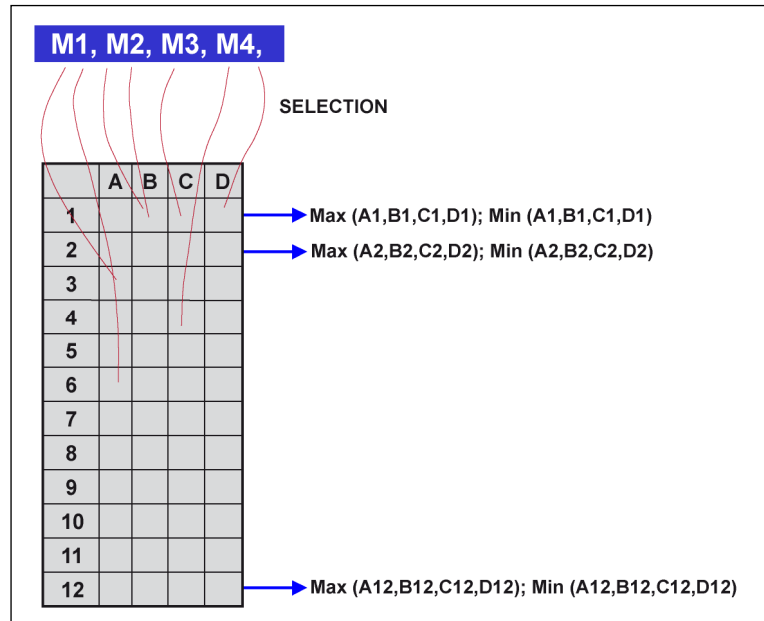 M1, M2, M3, M4,
SELECTION
A B C D
1 Max (A1,B1,C1,D1); Min (A1,B1,C1,D1)
2 Max (A2,B2,C2,D2); Min (A2,B2,C2,D2)
3
4
5
6
7
8
9
10
11
12 Max (A12,B12,C12,D12); Min (A12,B12,C12,D12)